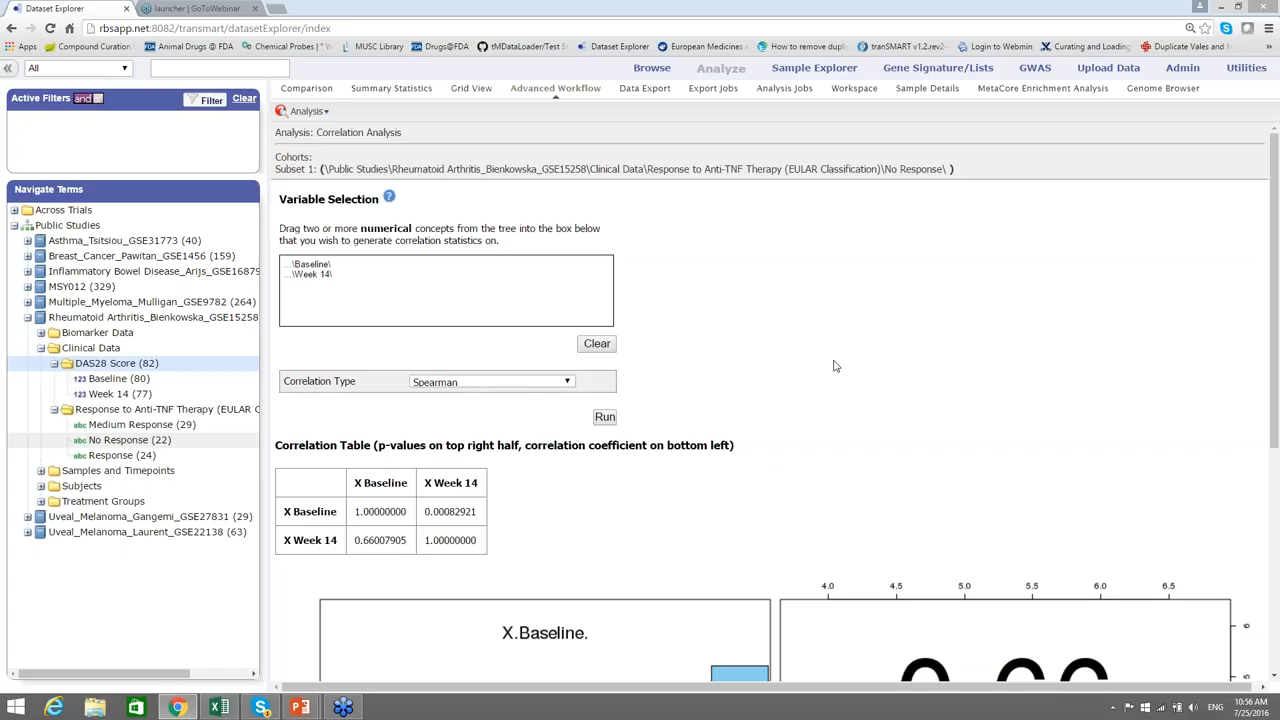 Dataset Explorer
launcher | GoToWebinar
rbsapp.net:8082/transmart/datasetExplorer/index
Apps
Compound Curation
Animal Drugs @ FDA
Chemical Probes | "
MUSC Library
Drugs@FDA
tMDataLoader/Test S
Dataset Explorer
European Medicines
How to remove dupl
tranSMART v1.2.rev2
Login to Webmin
Curating and Loading
Duplicate Vales and M
All
Browse
Analyze
Sample Explorer
Gene Signature/Lists
GWAS
Upload Data
Admin
Utilities
Active Filters and
Filter
Clear
Comparison
Summary Statistics
Grid View
Advanced Workflow
Data Export
Export Jobs
Analysis Jobs
Workspace
Sample Details
MetaCore Enrichment Analysis
Genome Browser
Analysis
Analysis: Correlation Analysis
Cohorts:
Subset 1: (\Public Studies\Rheumatoid Arthritis_Bienkowska_GSE15258\Clinical Data\Response to Anti-TNF Therapy (EULAR Classification)\No Response\ )
Navigate Terms
Across Trials
Public Studies
Asthma_Tsitsiou_GSE31773 (40)
Breast_Cancer_Pawitan_GSE1456 (159)
Inflammatory Bowel Disease_Arijs_GSE16879
MSY012 (329)
Multiple_Myeloma_Mulligan_GSE9782 (264)
Rheumatoid Arthritis_Bienkowska_GSE15258
Biomarker Data
Clinical Data
DAS28 Score (82)
123 Baseline (80)
123 Week 14 (77)
Response to Anti-TNF Therapy (EULAR C
abc Medium Response (29)
abc No Response (22)
abc Response (24)
Samples and Timepoints
Subjects
Treatment Groups
Uveal_Melanoma_Gangemi_GSE27831 (29)
Uveal_Melanoma_Laurent_GSE22138 (63)
Variable Selection ?
Drag two or more numerical concepts from the tree into the box below
that you wish to generate correlation statistics on.
...\Baseline\
...\Week 14\
Clear
Correlation Type
Spearman
Run
Correlation Table (p-values on top right half, correlation coefficient on bottom left)
X Baseline X Week 14
X Baseline 1.00000000 0.00082921
X Week 14 0.66007905 1.00000000
4.0 4.5 5.0 5.5 6.0 6.5
X.Baseline.
6
5
ENG
10:56 AM
7/25/2016